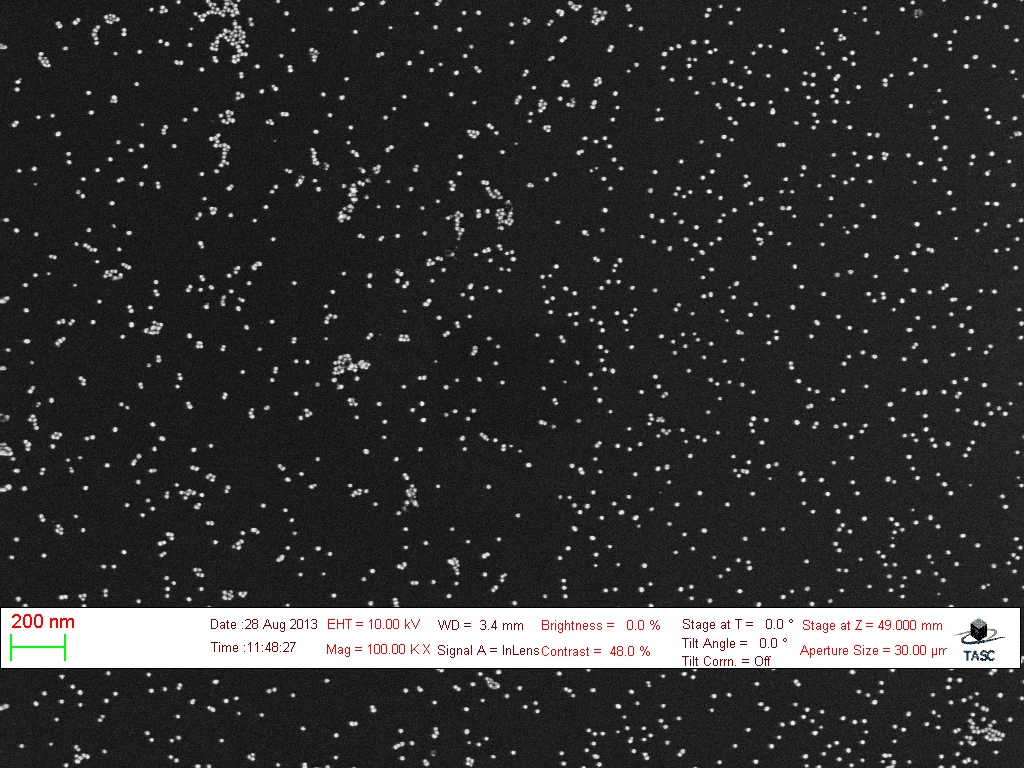 200 nm
Date :28 Aug 2013 EHT = 10.00 kV WD = 3.4 mm Brightness = 0.0 % Stage at T = 0.0 ° Stage at Z = 49.000 mm
Time :11:48:27 Mag = 100.00 K X Signal A = InLens Contrast = 48.0 % Tilt Angle = 0.0 ° Aperture Size = 30.00 µm
Tilt Corrn. = Off
TASC